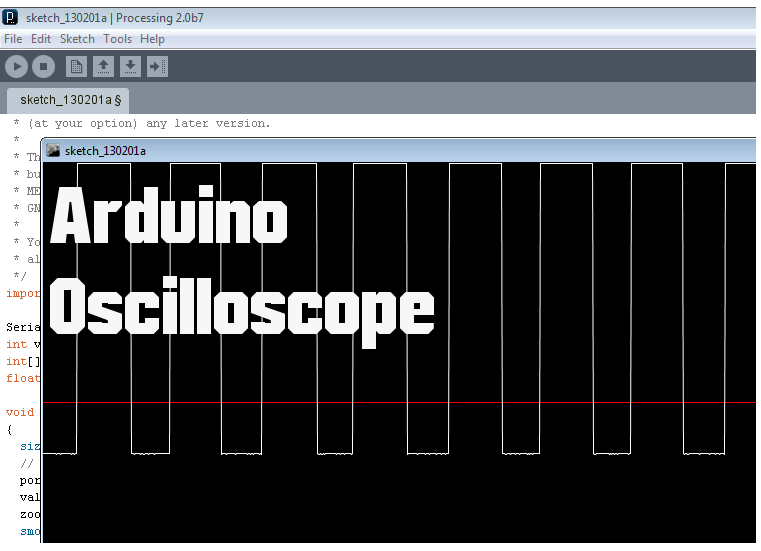 sketch_130201a | Processing 2.0b7
File Edit Sketch Tools Help
sketch_130201a §
* (at your option) any later version.
*
sketch_130201a
* Th
* bu
* ME
* GN
*
* Yo
* al
*/
impor
Seria
int v
int[]
float
void
{
siz
//
por
val
zoo
smo
Arduino
Oscilloscope